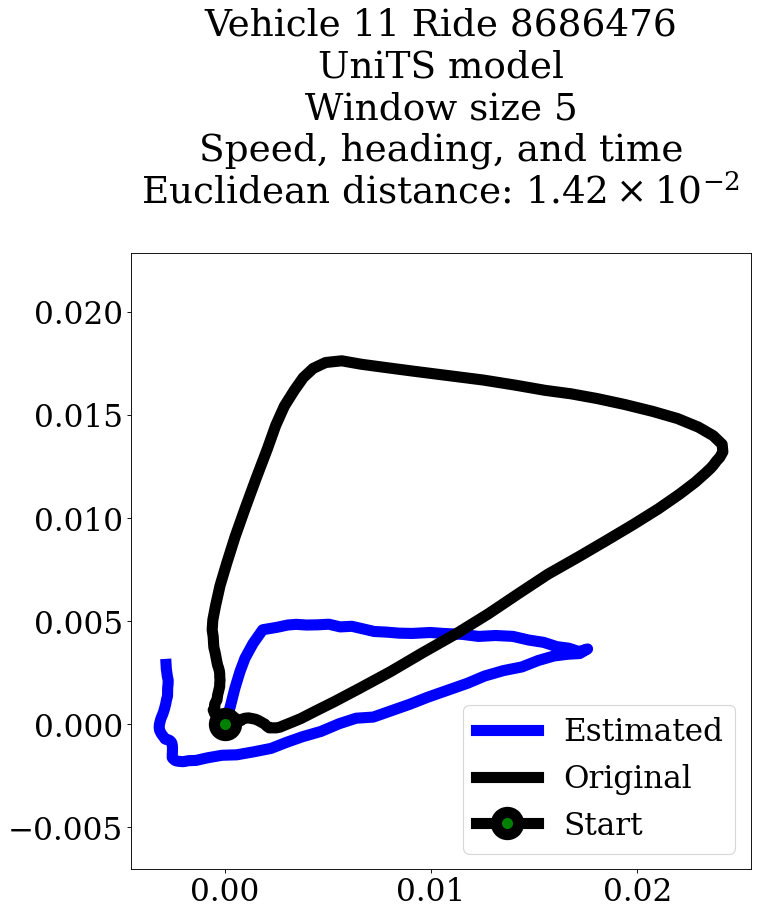 Vehicle 11 Ride 8686476
UniTS model
Window size 5
Speed, heading, and time
Euclidean distance: 1.42 × 10⁻²
0.020
0.015
0.010
0.005
0.000
−0.005
0.00 0.01 0.02
Estimated
Original
Start